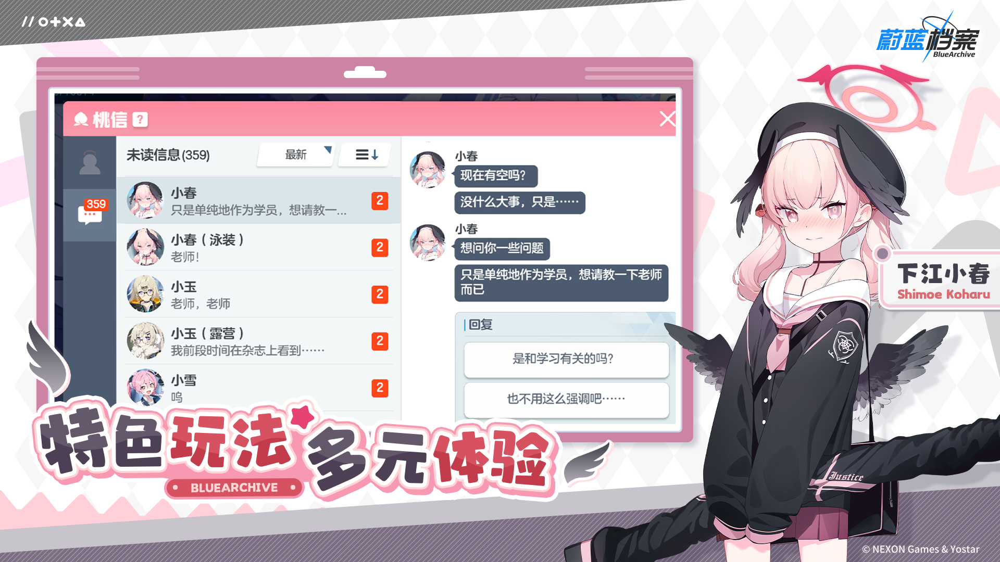 蔚蓝档案
BlueArchive
桃信 ?
未读信息(359)
最新
359
小春
只是单纯地作为学员，想请教一...
2
小春（泳装）
老师！
2
小玉
老师，老师
2
小玉（露营）
我前段时间在杂志上看到……
2
小雪
呜
2
小春
现在有空吗？
没什么大事，只是……
小春
想问你一些问题
只是单纯地作为学员，想请教一下老师
而已
回复
是和学习有关的吗？
也不用这么强调吧……
下江小春
Shimoe Koharu
特色玩法
多元体验
BLUEARCHIVE
Justice
© NEXON Games & Yostar